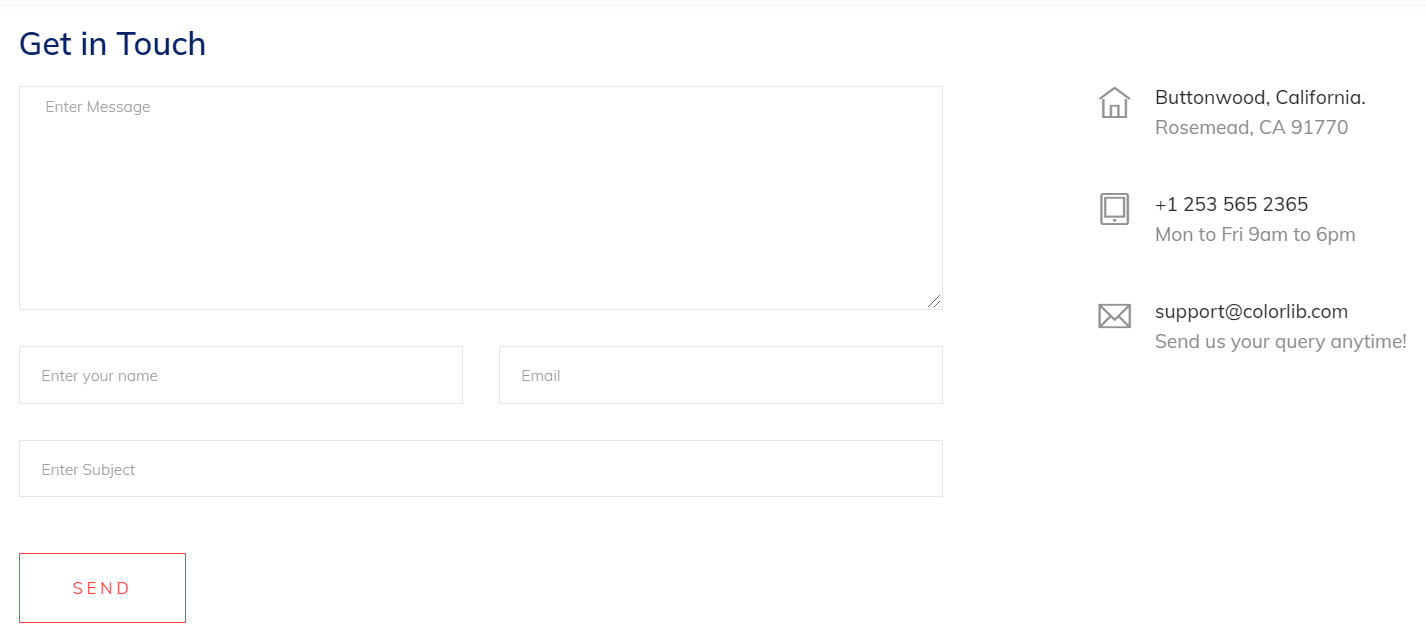 Get in Touch
Enter Message
Enter your name
Email
Enter Subject
SEND
Buttonwood, California.
Rosemead, CA 91770
+1 253 565 2365
Mon to Fri 9am to 6pm
support@colorlib.com
Send us your query anytime!